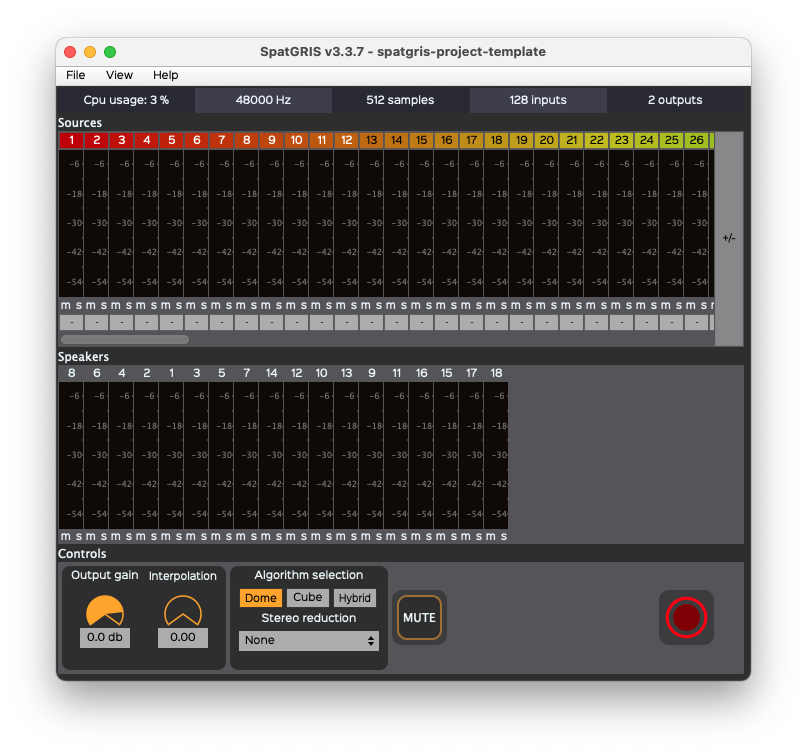 SpatGRIS v3.3.7 - spatgris-project-template
File View Help
Cpu usage: 3 % 48000 Hz 512 samples 128 inputs 2 outputs
Sources
1 2 3 4 5 6 7 8 9 10 11 12 13 14 15 16 17 18 19 20 21 22 23 24 25 26
-6 -6 -6 -6 -6 -6 -6 -6 -6 -6 -6 -6 -6 -6 -6 -6 -6 -6 -6 -6 -6 -6 -6 -6 -6 -6
-18 -18 -18 -18 -18 -18 -18 -18 -18 -18 -18 -18 -18 -18 -18 -18 -18 -18 -18 -18 -18 -18 -18 -18 -18 -18
-30 -30 -30 -30 -30 -30 -30 -30 -30 -30 -30 -30 -30 -30 -30 -30 -30 -30 -30 -30 -30 -30 -30 -30 -30 -30
+/-
-42 -42 -42 -42 -42 -42 -42 -42 -42 -42 -42 -42 -42 -42 -42 -42 -42 -42 -42 -42 -42 -42 -42 -42 -42 -42
-54 -54 -54 -54 -54 -54 -54 -54 -54 -54 -54 -54 -54 -54 -54 -54 -54 -54 -54 -54 -54 -54 -54 -54 -54 -54
m s m s m s m s m s m s m s m s m s m s m s m s m s m s m s m s m s m s m s m s m s m s m s m s m s m s
- - - - - - - - - - - - - - - - - - - - - - - - - -
Speakers
8 6 4 2 1 3 5 7 14 12 10 13 9 11 16 15 17 18
-6 -6 -6 -6 -6 -6 -6 -6 -6 -6 -6 -6 -6 -6 -6 -6 -6 -6
-18 -18 -18 -18 -18 -18 -18 -18 -18 -18 -18 -18 -18 -18 -18 -18 -18 -18
-30 -30 -30 -30 -30 -30 -30 -30 -30 -30 -30 -30 -30 -30 -30 -30 -30 -30
-42 -42 -42 -42 -42 -42 -42 -42 -42 -42 -42 -42 -42 -42 -42 -42 -42 -42
-54 -54 -54 -54 -54 -54 -54 -54 -54 -54 -54 -54 -54 -54 -54 -54 -54 -54
m s m s m s m s m s m s m s m s m s m s m s m s m s m s m s m s m s m s
Controls
Output gain Interpolation Algorithm selection
Dome Cube Hybrid
Stereo reduction
MUTE
0.0 db 0.00 None